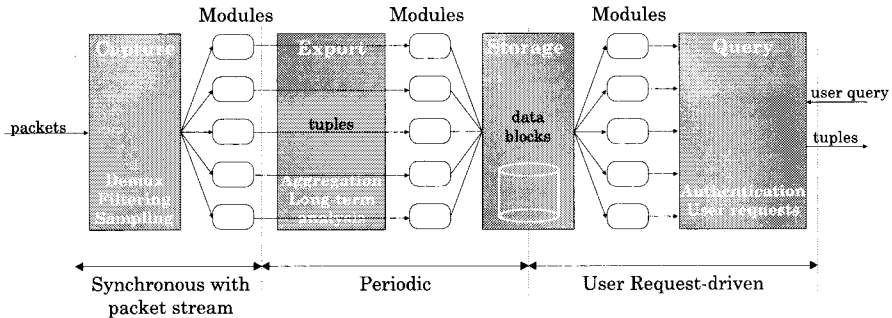 Modules
Modules
Modules
Capture
Export
Storage
Query
packets
tuples
data
blocks
user query
tuples
Demux
Filtering
Sampling
Aggregation
Long term
analysis
Authentication
User requests
Synchronous with
packet stream
Periodic
User Request-driven